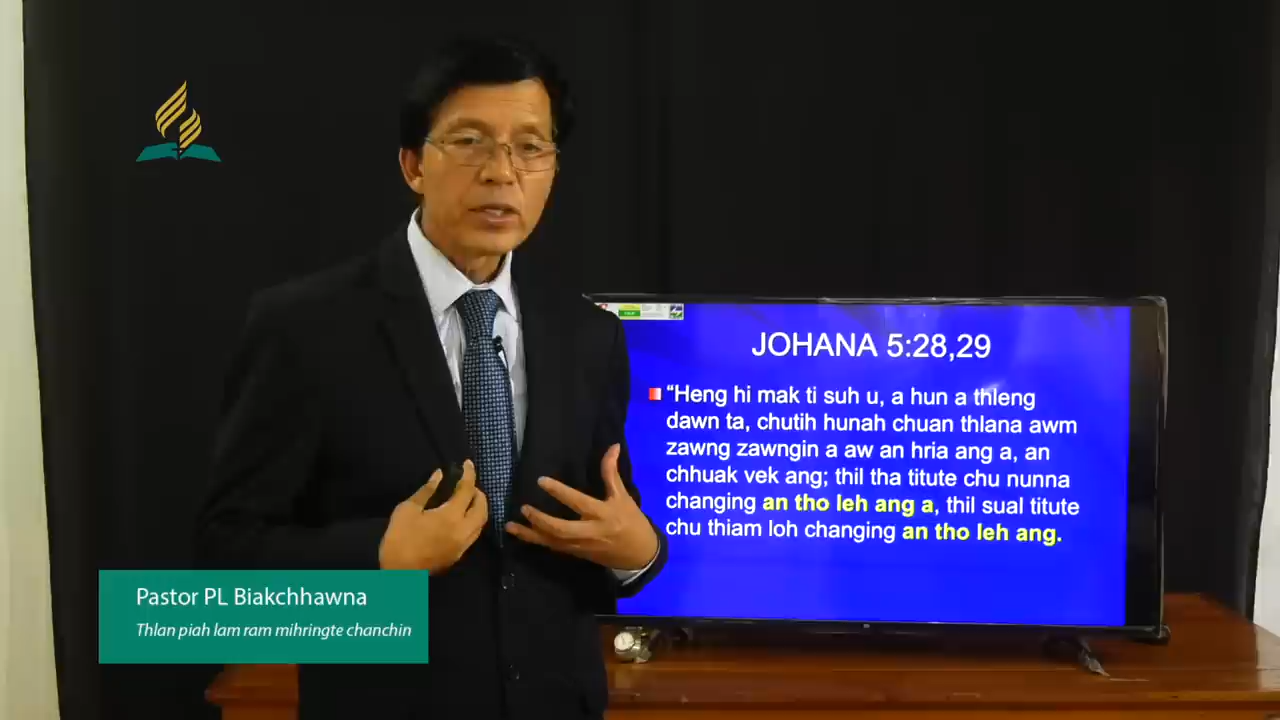 JOHANA 5:28,29
“Heng hi mak ti suh u, a hun a thleng
dawn ta, chutih hunah chuan thlana awm
zawng zawngin a aw an hria ang a, an
chhuak vek ang; thil tha titute chu nunna
changing an tho leh ang a, thil sual titute
chu thiam loh changing an tho leh ang.
Pastor PL Biakchhawna
Thlan piah lam ram mihringte chanchin